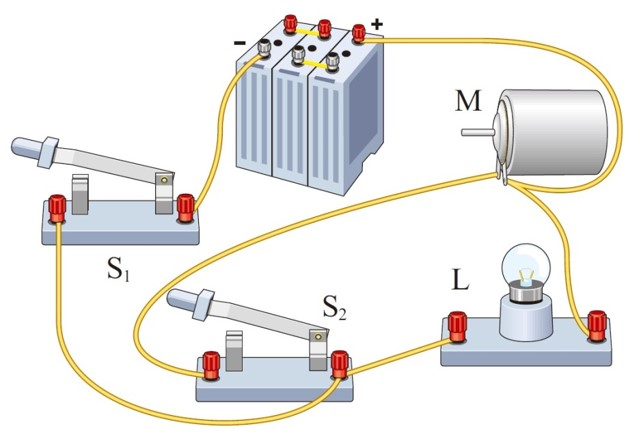 - +
M
S₁
S₂
L